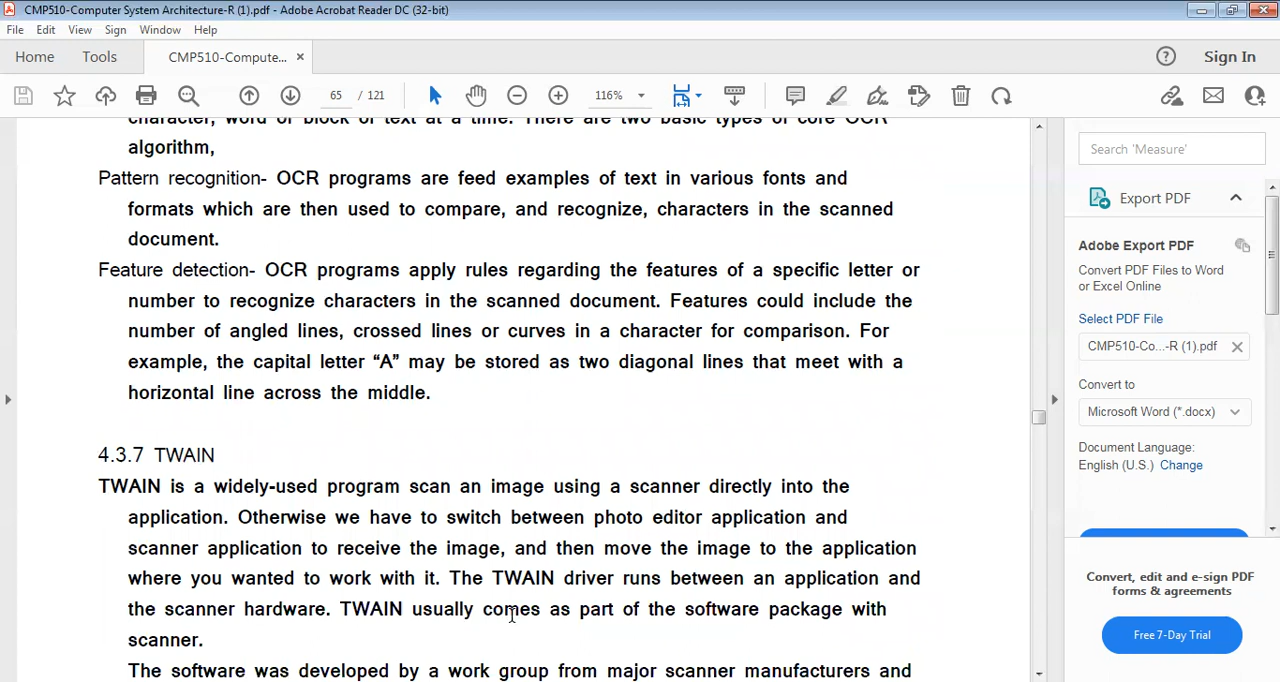 CMP510-Computer System Architecture-R (1).pdf - Adobe Acrobat Reader DC (32-bit)
File Edit View Sign Window Help
Home Tools CMP510-Compute... × Sign In
65 / 121 116%
character, word or block of text at a time. There are two basic types of core OCR
algorithm,
Pattern recognition- OCR programs are feed examples of text in various fonts and
formats which are then used to compare, and recognize, characters in the scanned
document.
Feature detection- OCR programs apply rules regarding the features of a specific letter or
number to recognize characters in the scanned document. Features could include the
number of angled lines, crossed lines or curves in a character for comparison. For
example, the capital letter “A” may be stored as two diagonal lines that meet with a
horizontal line across the middle.
4.3.7 TWAIN
TWAIN is a widely-used program scan an image using a scanner directly into the
application. Otherwise we have to switch between photo editor application and
scanner application to receive the image, and then move the image to the application
where you wanted to work with it. The TWAIN driver runs between an application and
the scanner hardware. TWAIN usually comes as part of the software package with
scanner.
The software was developed by a work group from major scanner manufacturers and
Search 'Measure'
Export PDF
Adobe Export PDF
Convert PDF Files to Word
or Excel Online
Select PDF File
CMP510-Co...-R (1).pdf
Convert to
Microsoft Word (*.docx)
Document Language:
English (U.S.) Change
Convert, edit and e-sign PDF
forms & agreements
Free 7-Day Trial